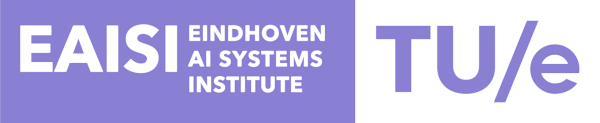 EAISI
EINDHOVEN
AI SYSTEMS
INSTITUTE
TU/e